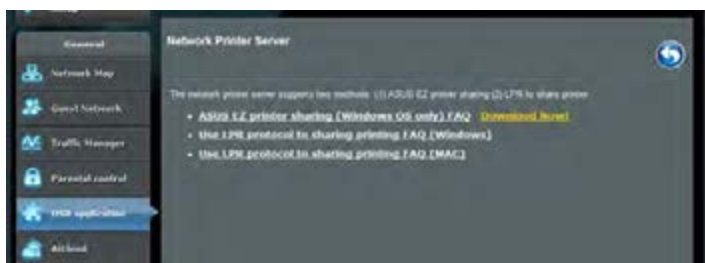 General
Network Map
Guest Network
Traffic Manager
Parental control
USB application
AiCloud
Network Printer Server
The network printer server supports two methods: (1) ASUS EZ printer sharing (2) LPR to share printer
ASUS EZ printer sharing (Windows OS only) FAQ Download Now!
Use LPR protocol to sharing printing FAQ (Windows)
Use LPR protocol to sharing printing FAQ (MAC)